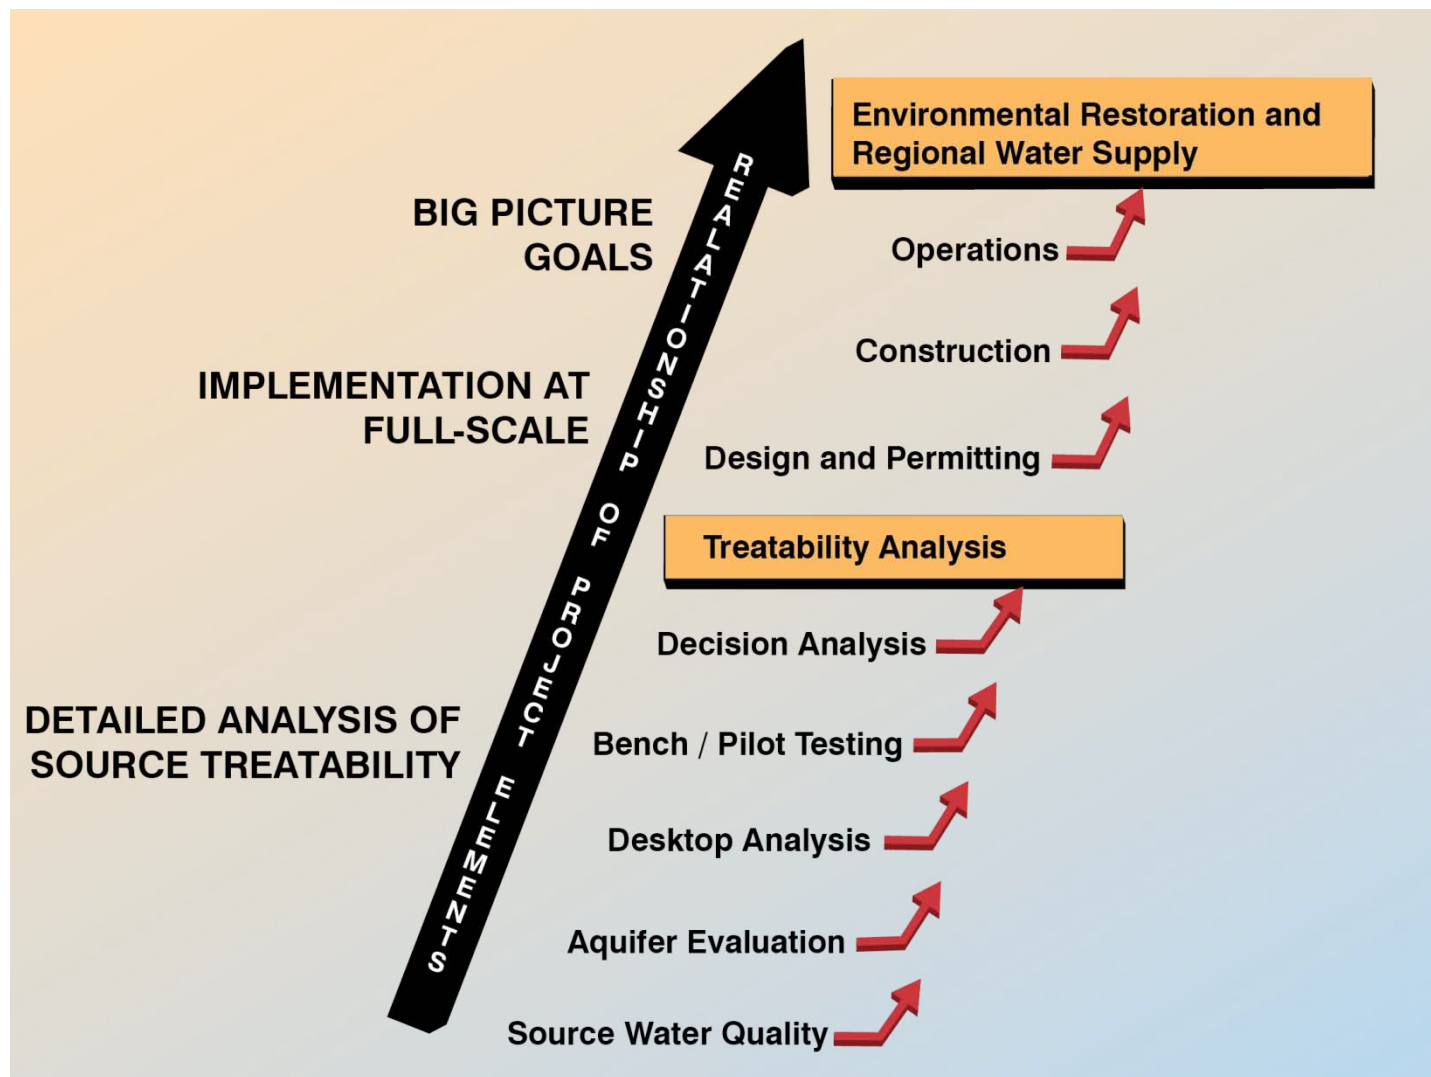 Environmental Restoration and
Regional Water Supply
BIG PICTURE
GOALS
Operations
Construction
IMPLEMENTATION AT
FULL-SCALE
Design and Permitting
Treatability Analysis
Decision Analysis
DETAILED ANALYSIS OF
SOURCE TREATABILITY
Bench / Pilot Testing
Desktop Analysis
Aquifer Evaluation
Source Water Quality
REALATIONSHIP OF PROJECT ELEMENTS